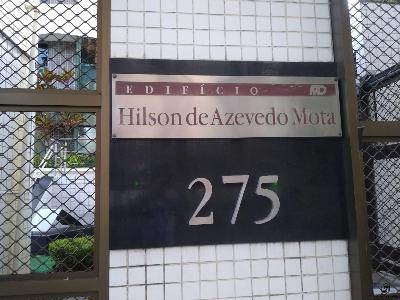 EDIFÍCIO MD
Hilson de Azevedo Mota
275